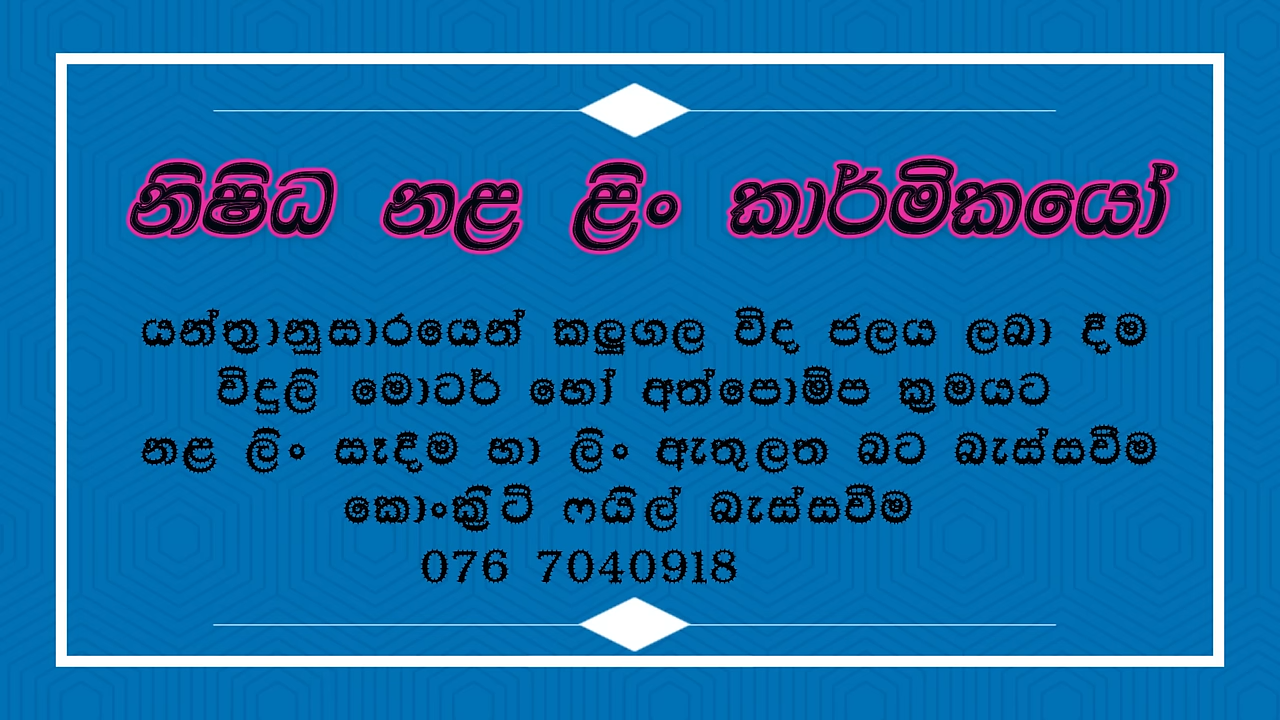 නිෂිධ නළ ළිං කාර්මිකයෝ
යන්ත්‍රානුසාරයෙන් කලුගල විද ජලය ලබා දීම
විදුලි මොටර් හෝ අත්පොම්ප ක්‍රමයට
නළ ලිං සෑදීම හා ලිං ඇතුලත බට බැස්සවීම
කොංක්‍රිට් ෆයිල් බැස්සවීම
076 7040918